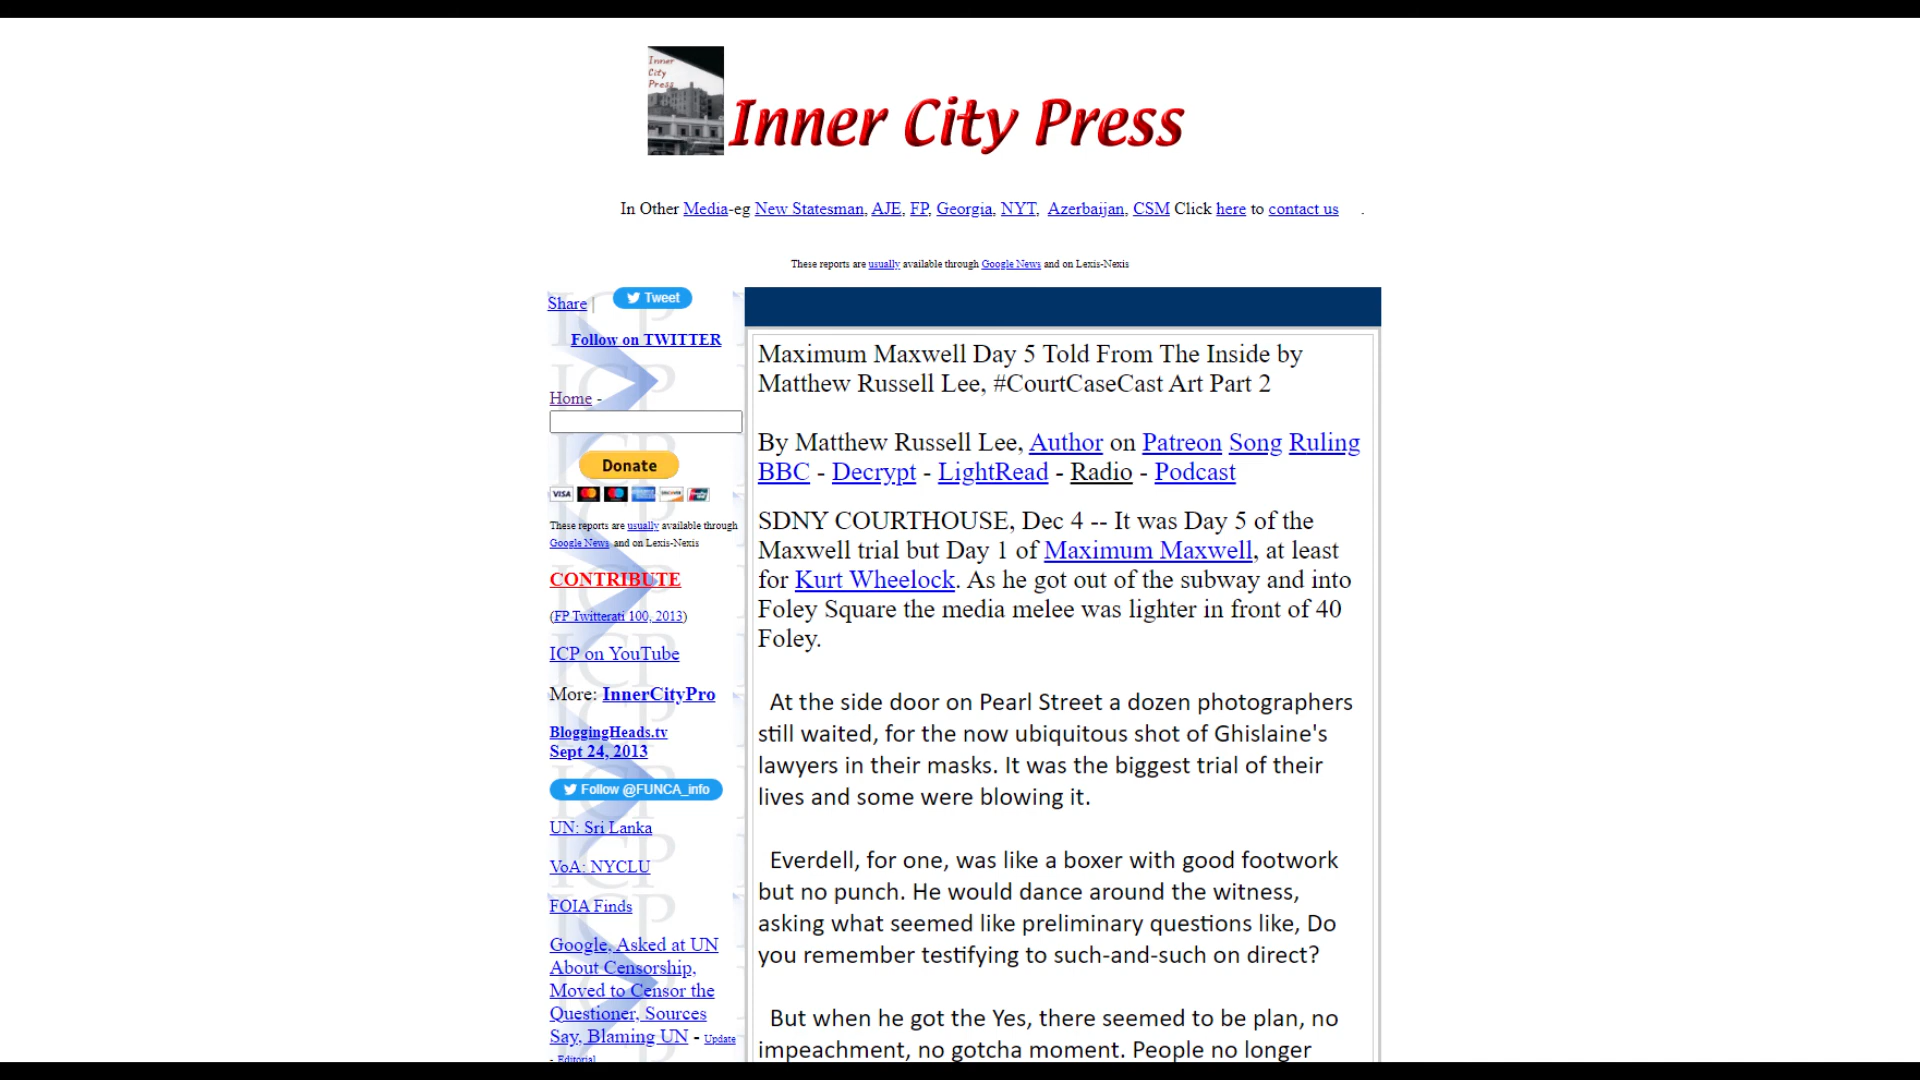 Inner
City
Press
Inner City Press
In Other Media-eg New Statesman, AJE, FP, Georgia, NYT, Azerbaijan, CSM Click here to contact us .
These reports are usually available through Google News and on Lexis-Nexis
Share |
Tweet
Follow on TWITTER
Home -
Donate
VISA
DISCOVER
These reports are usually available through
Google News and on Lexis-Nexis
CONTRIBUTE
(FP Twitterati 100, 2013)
ICP on YouTube
More: InnerCityPro
BloggingHeads.tv
Sept 24, 2013
Follow @FUNCA_info
UN: Sri Lanka
VoA: NYCLU
FOIA Finds
Google, Asked at UN
About Censorship,
Moved to Censor the
Questioner, Sources
Say, Blaming UN - Update
- Editorial
Maximum Maxwell Day 5 Told From The Inside by
Matthew Russell Lee, #CourtCaseCast Art Part 2
By Matthew Russell Lee, Author on Patreon Song Ruling
BBC - Decrypt - LightRead - Radio - Podcast
SDNY COURTHOUSE, Dec 4 -- It was Day 5 of the
Maxwell trial but Day 1 of Maximum Maxwell, at least
for Kurt Wheelock. As he got out of the subway and into
Foley Square the media melee was lighter in front of 40
Foley.
At the side door on Pearl Street a dozen photographers
still waited, for the now ubiquitous shot of Ghislaine's
lawyers in their masks. It was the biggest trial of their
lives and some were blowing it.
Everdell, for one, was like a boxer with good footwork
but no punch. He would dance around the witness,
asking what seemed like preliminary questions like, Do
you remember testifying to such-and-such on direct?
But when he got the Yes, there seemed to be plan, no
impeachment, no gotcha moment. People no longer